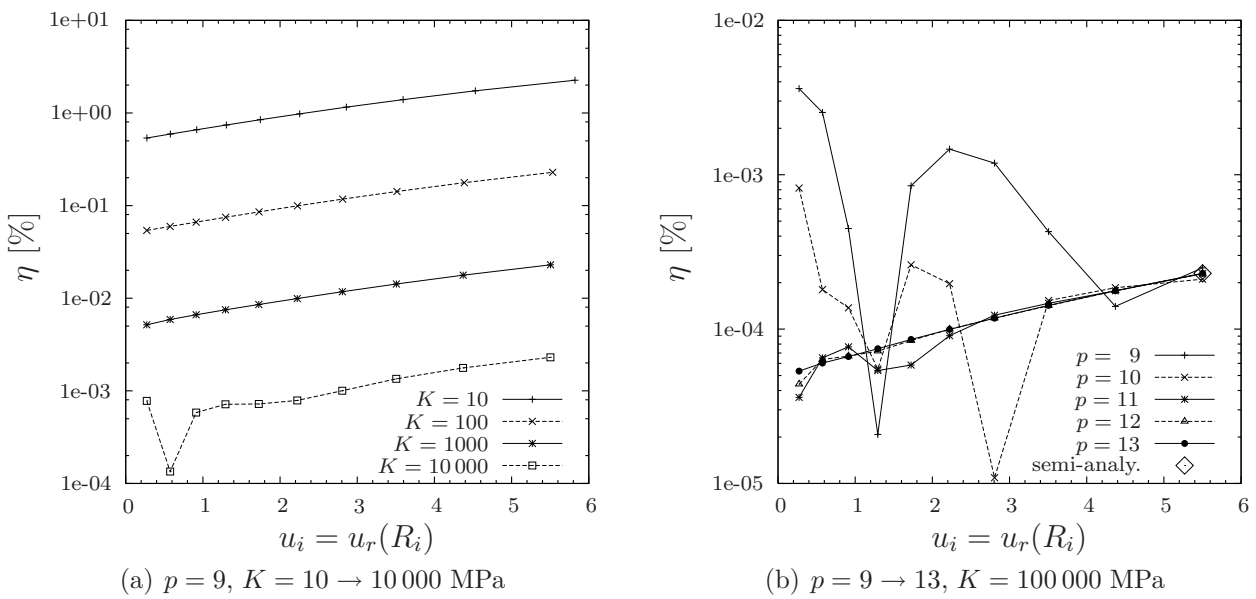 1e+01
1e+00
1e-01
1e-02
1e-03
1e-04
η [%]
0 1 2 3 4 5 6
u_i = u_r(R_i)
K = 10
K = 100
K = 1000
K = 10 000
(a) p = 9, K = 10 → 10 000 MPa
1e-02
1e-03
1e-04
1e-05
η [%]
0 1 2 3 4 5 6
u_i = u_r(R_i)
p = 9
p = 10
p = 11
p = 12
p = 13
semi-analy.
(b) p = 9 → 13, K = 100 000 MPa